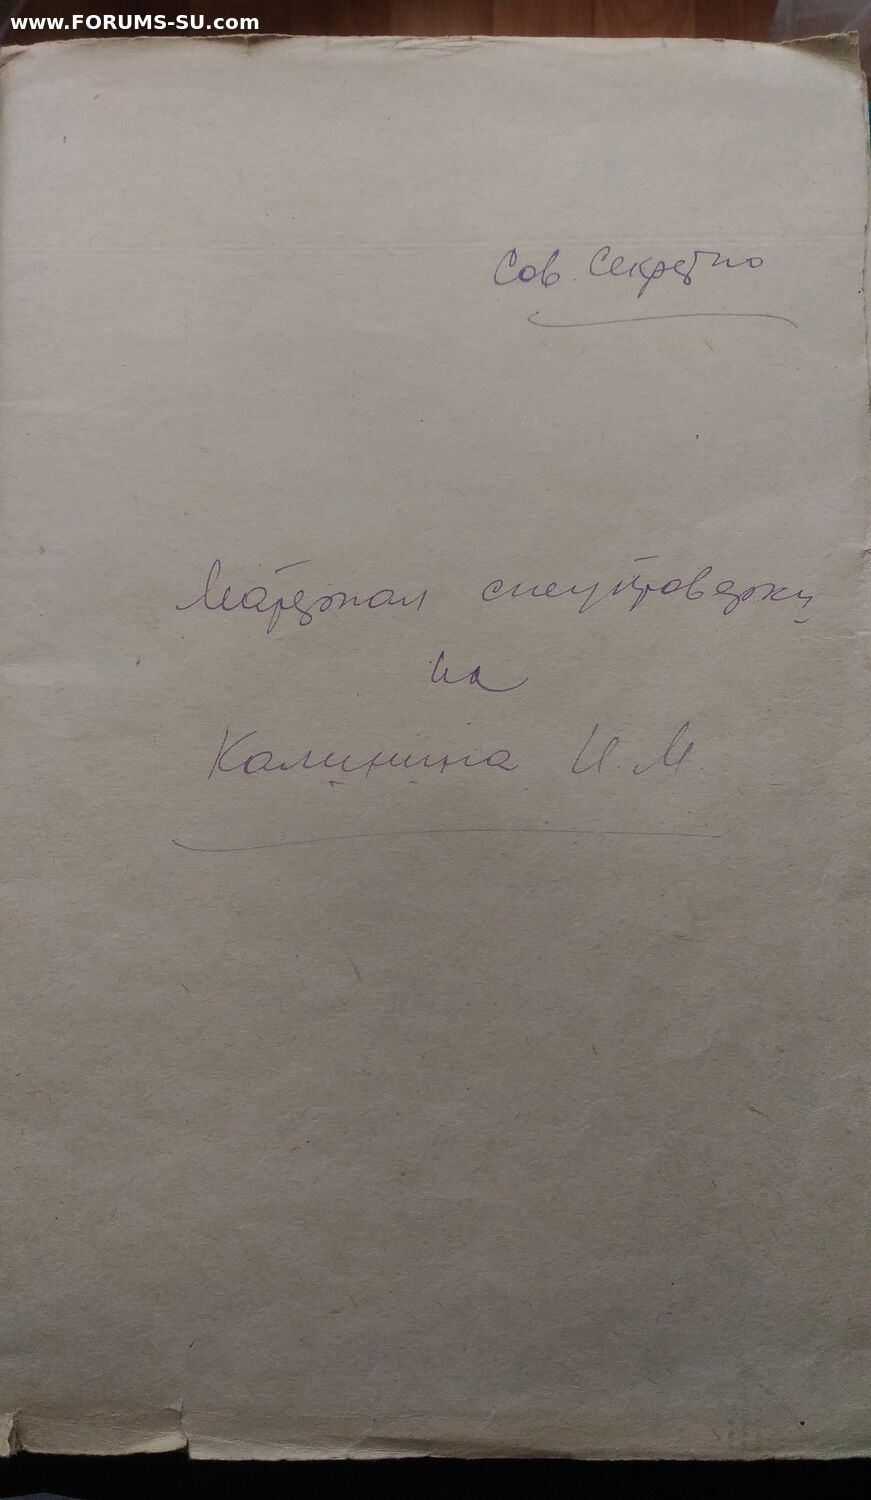 www.FORUMS-SU.com
Сов. Секретно
Материал спецпроверки
на
Калинина И. М.